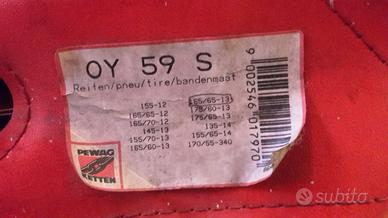 OY 59 S
Reifen/pneu/tire/bandenmaat
155-12
165/65-12
165/70-12
145-13
155/70-13
165/60-13
165/65-13
175/60-13
175/65-13
135-14
155/65-14
170/55-340
PEWAG
KETTEN
9 002546 017970
subito